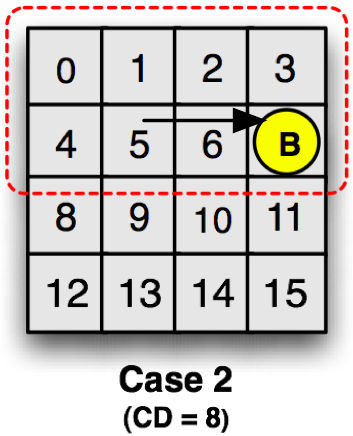 0 1 2 3
4 5 6 B
8 9 10 11
12 13 14 15
Case 2
(CD = 8)